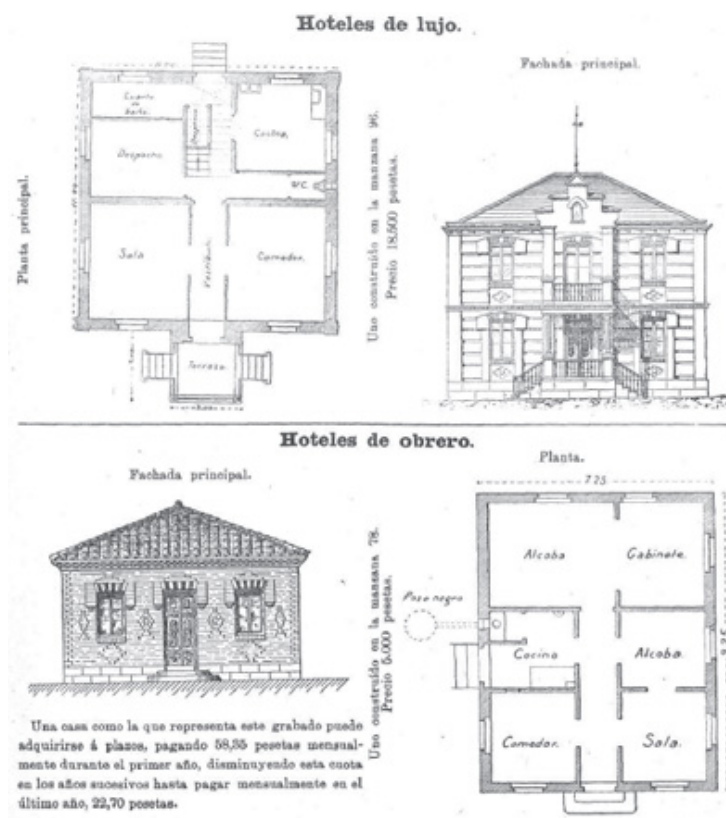 Hoteles de lujo.
Planta principal.
Cuarto
Despacho
Cocina.
W.C.
Sala
Vestíbulo
Comedor.
Terraza
Uno construido en la manzana 96.
Precio 18.500 pesetas.
Fachada principal.
Hoteles de obrero.
Fachada principal.
Una casa como la que representa este grabado puede
adquirirse á plazos, pagando 58,35 pesetas mensual-
mente durante el primer año, disminuyendo esta cuota
en los años sucesivos hasta pagar mensualmente en el
último año, 22,70 pesetas.
Uno construido en la manzana 78.
Precio 5.000 pesetas.
Planta.
7.25
Alcoba
Gabinete.
Pozo negro
Cocina
Alcoba.
Comedor.
Sala.